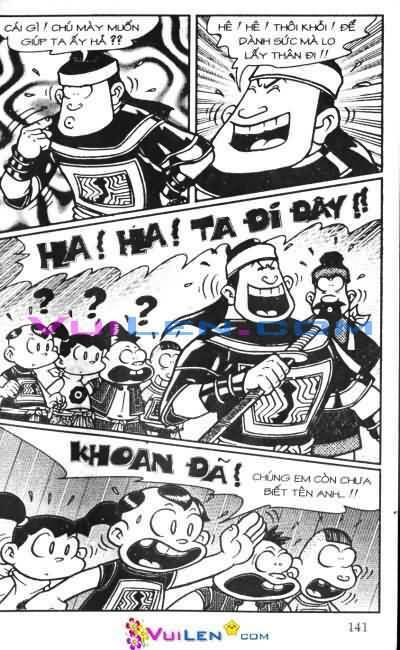 CÁI GÌ! CHÚ MÀY MUỐN
GIÚP TA ẤY HẢ??
HÊ! HÊ! THÔI KHỎI! ĐỂ
DÀNH SỨC MÀ LO
LẤY THÂN ĐI!!
HA! HA! TA ĐI ĐÂY!!
? ? ?
VUILEN.COM
KHOAN ĐÃ!
CHÚNG EM CÒN CHƯA
BIẾT TÊN ANH..!!
141
VUILEN.COM